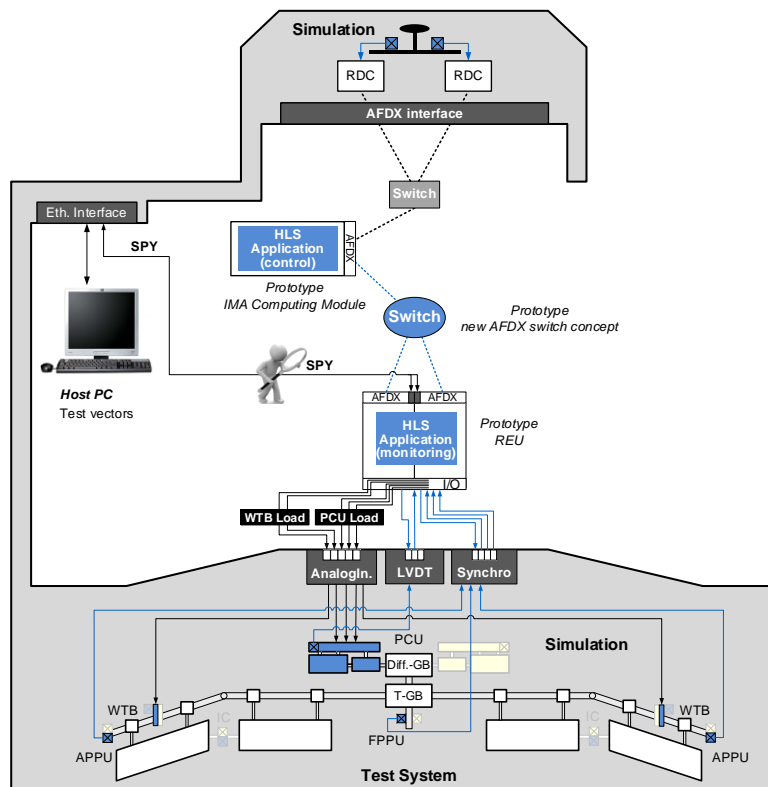 Simulation
RDC
RDC
AFDX interface
Switch
Eth. Interface
SPY
HLS
Application
(control)
AFDX
Prototype
IMA Computing Module
Switch
Prototype
new AFDX switch concept
SPY
Host PC
Test vectors
AFDX
AFDX
HLS
Application
(monitoring)
I/O
Prototype
REU
WTB Load
PCU Load
AnalogIn.
LVDT
Synchro
PCU
Simulation
Diff.-GB
T-GB
WTB
WTB
IC
IC
APPU
FPPU
APPU
Test System